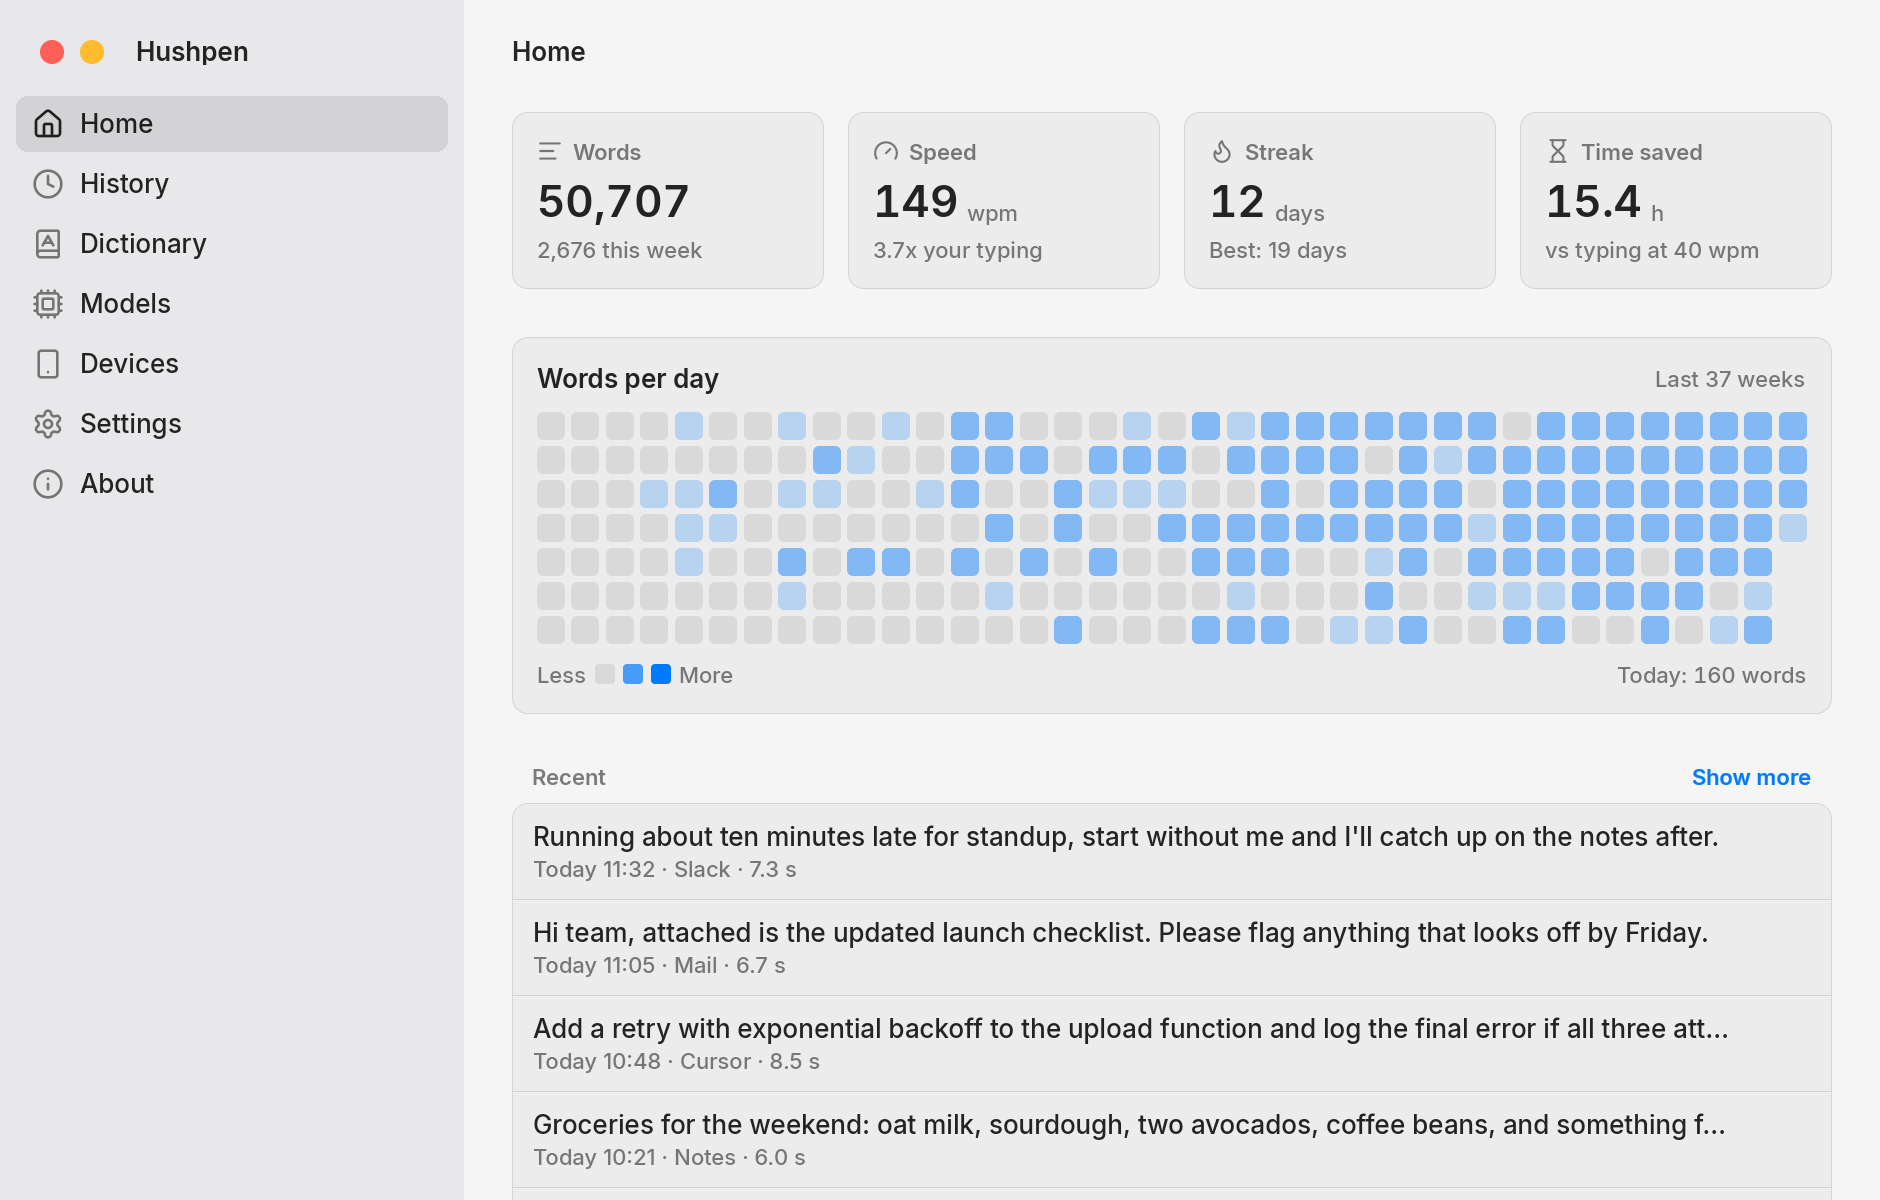 Hushpen
Home
History
Dictionary
Models
Devices
Settings
About
Home
Words
50,707
2,676 this week
Speed
149 wpm
3.7x your typing
Streak
12 days
Best: 19 days
Time saved
15.4 h
vs typing at 40 wpm
Words per day
Last 37 weeks
Less
More
Today: 160 words
Recent
Show more
Running about ten minutes late for standup, start without me and I'll catch up on the notes after.
Today 11:32 · Slack · 7.3 s
Hi team, attached is the updated launch checklist. Please flag anything that looks off by Friday.
Today 11:05 · Mail · 6.7 s
Add a retry with exponential backoff to the upload function and log the final error if all three att...
Today 10:48 · Cursor · 8.5 s
Groceries for the weekend: oat milk, sourdough, two avocados, coffee beans, and something f...
Today 10:21 · Notes · 6.0 s